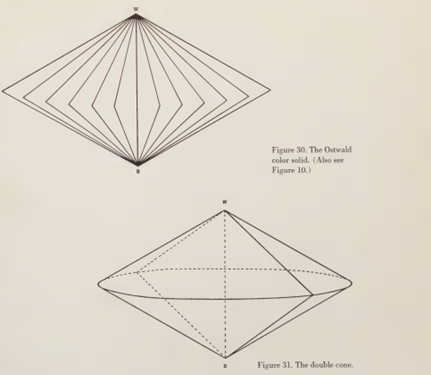 W
B
Figure 30. The Ostwald
color solid. (Also see
Figure 10.)
W
B
Figure 31. The double cone.